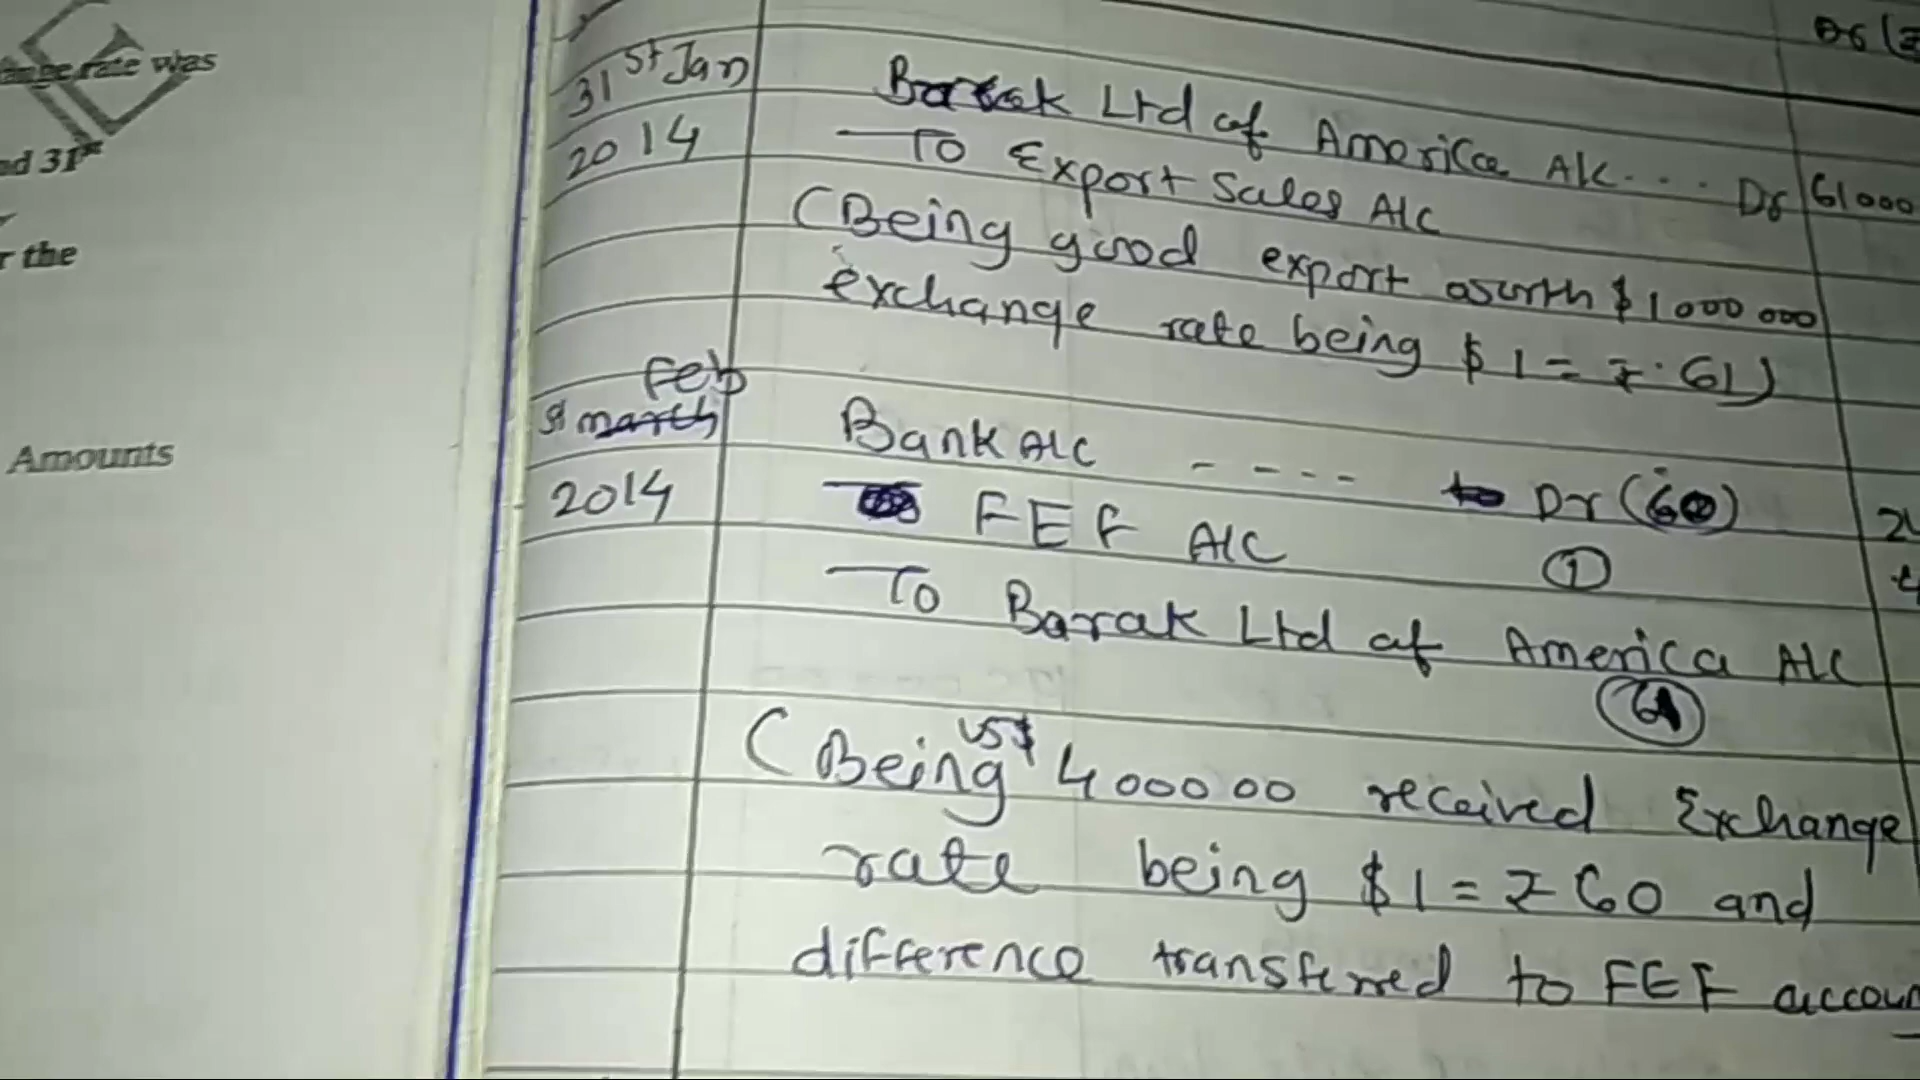 rate was
nd 31st
r the
Amounts
Dr (₹
31st Jan
2014
Barak Ltd of America A/C... Dr 61000
To Export Sales A/C
(Being good export worth $1000000
exchange rate being $1 = ₹.61)
Feb
2014
Bank A/C ---- Dr (60)
FEF A/C ①
To Barak Ltd of America A/C
61
(Being US$ 400000 received Exchange
rate being $1 = ₹60 and
difference transferred to FEF accoun